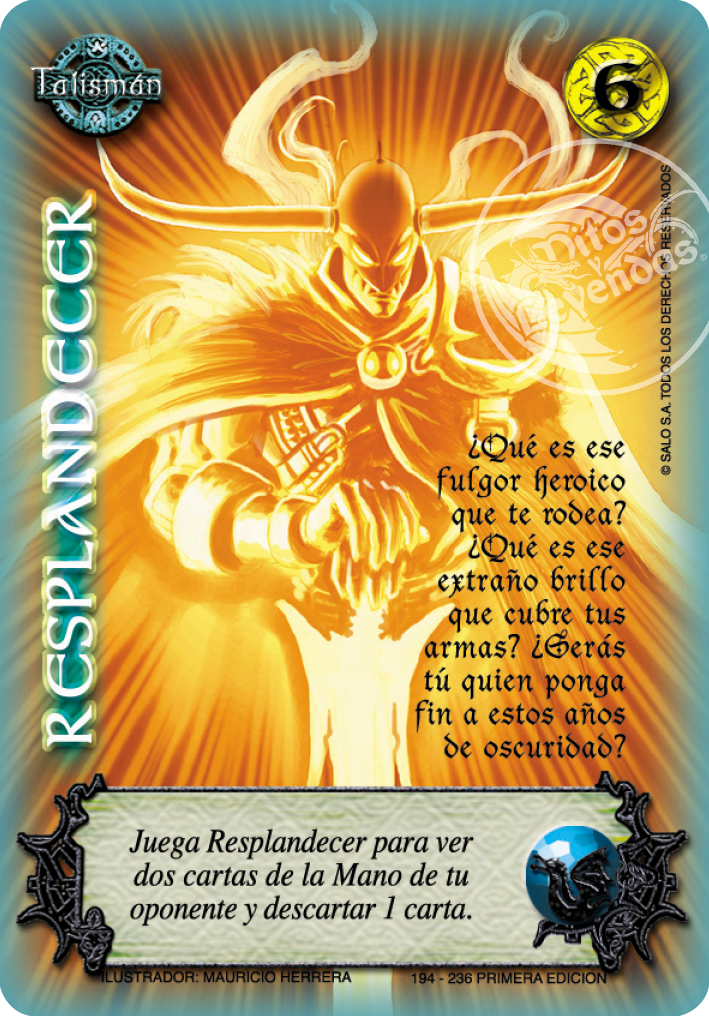 Talismán
6
RESPLANDECER
Mitos
y
Leyendas
®
© SALO S.A. TODOS LOS DERECHOS RESERVADOS
¿Qué es ese
fulgor heroico
que te rodea?
¿Qué es ese
extraño brillo
que cubre tus
armas? ¿Serás
tú quien ponga
fin a estos años
de oscuridad?
Juega Resplandecer para ver
dos cartas de la Mano de tu
oponente y descartar 1 carta.
ILUSTRADOR: MAURICIO HERRERA
194 - 236 PRIMERA EDICION